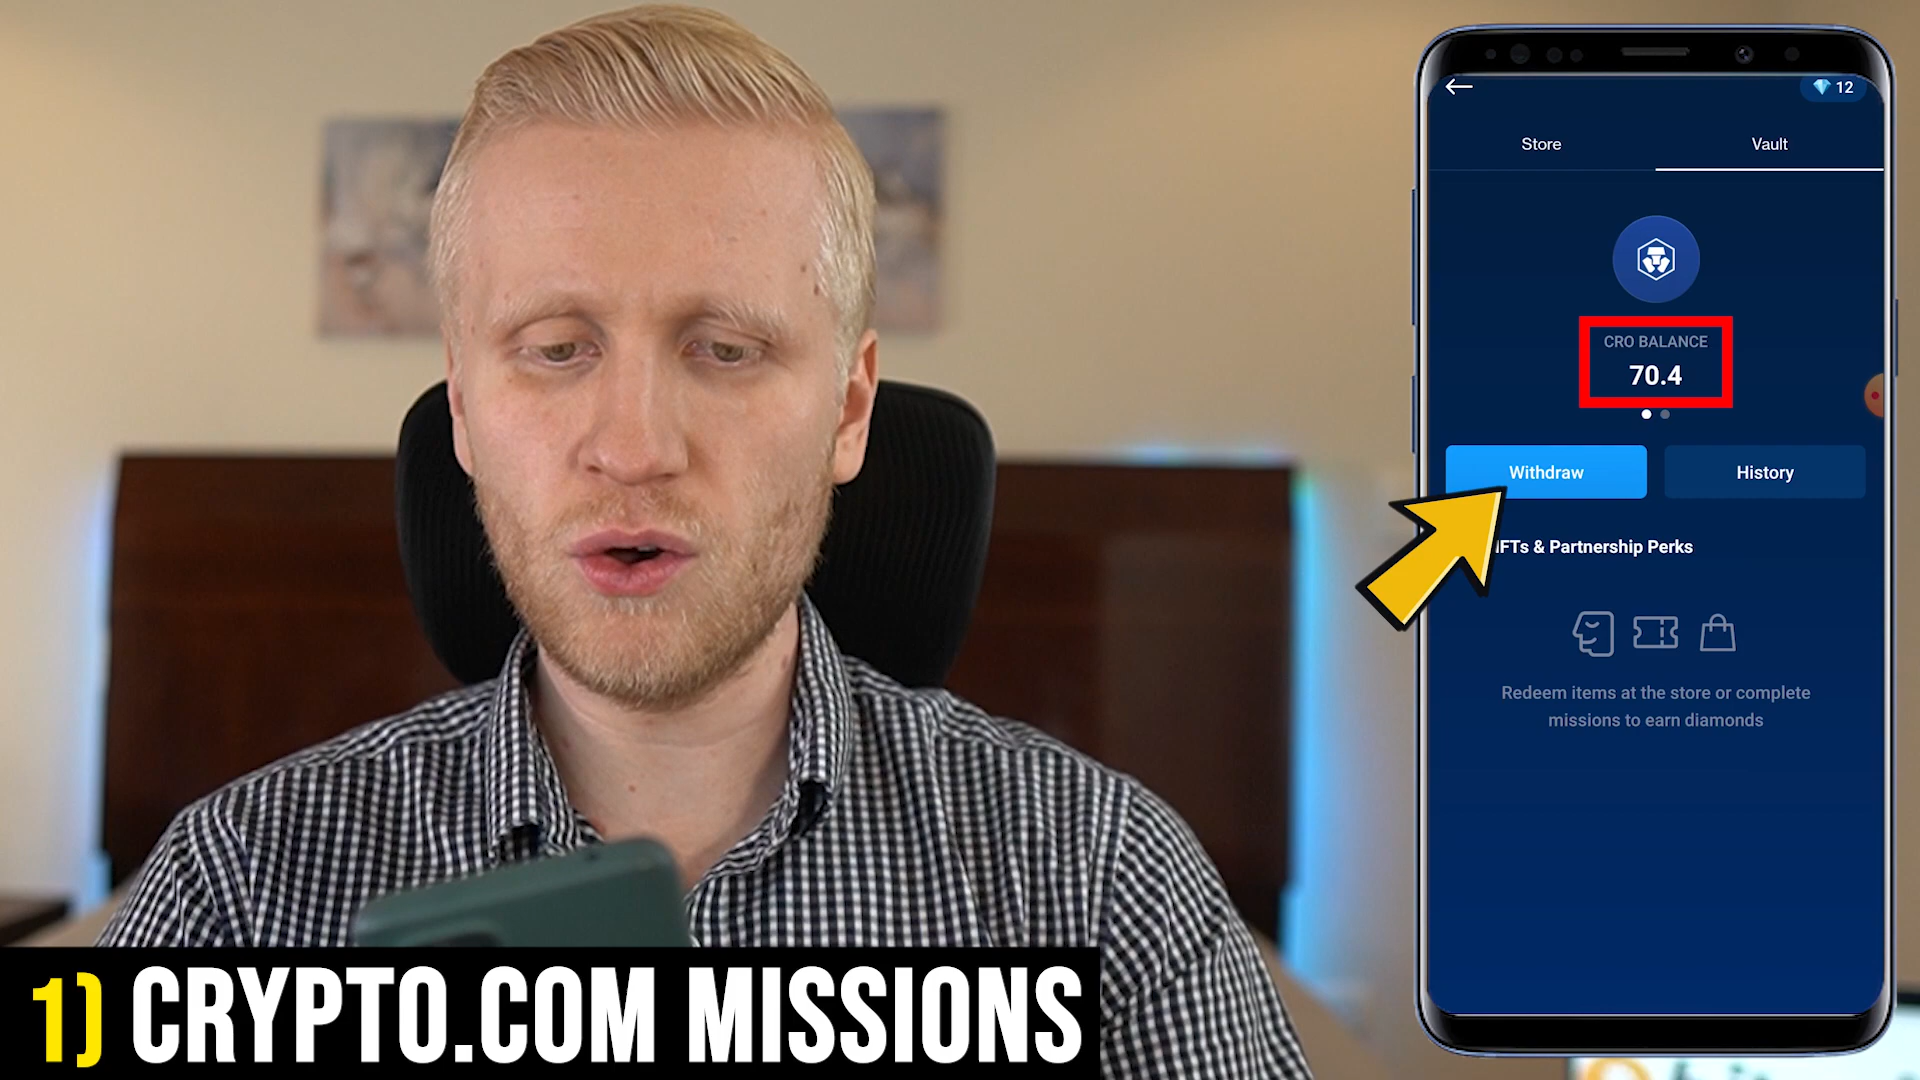 12
Store
Vault
CRO BALANCE
70.4
Withdraw
History
FTs & Partnership Perks
Redeem items at the store or complete
missions to earn diamonds
1) CRYPTO.COM MISSIONS